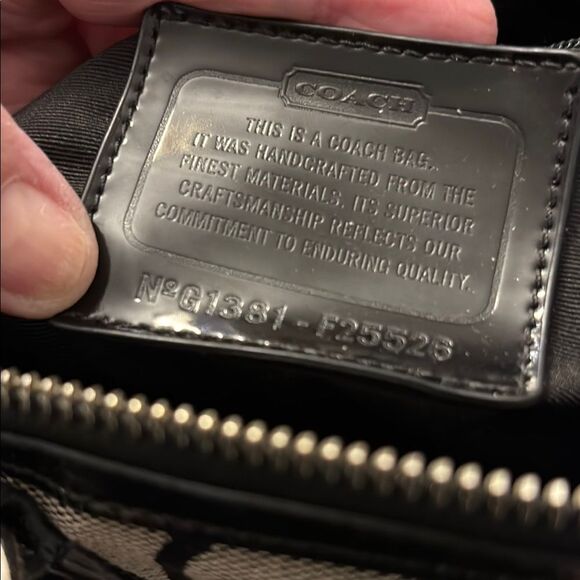 COACH
THIS IS A COACH BAG.
IT WAS HANDCRAFTED FROM THE
FINEST MATERIALS. ITS SUPERIOR
CRAFTSMANSHIP REFLECTS OUR
COMMITMENT TO ENDURING QUALITY.
NºG1381-F25526